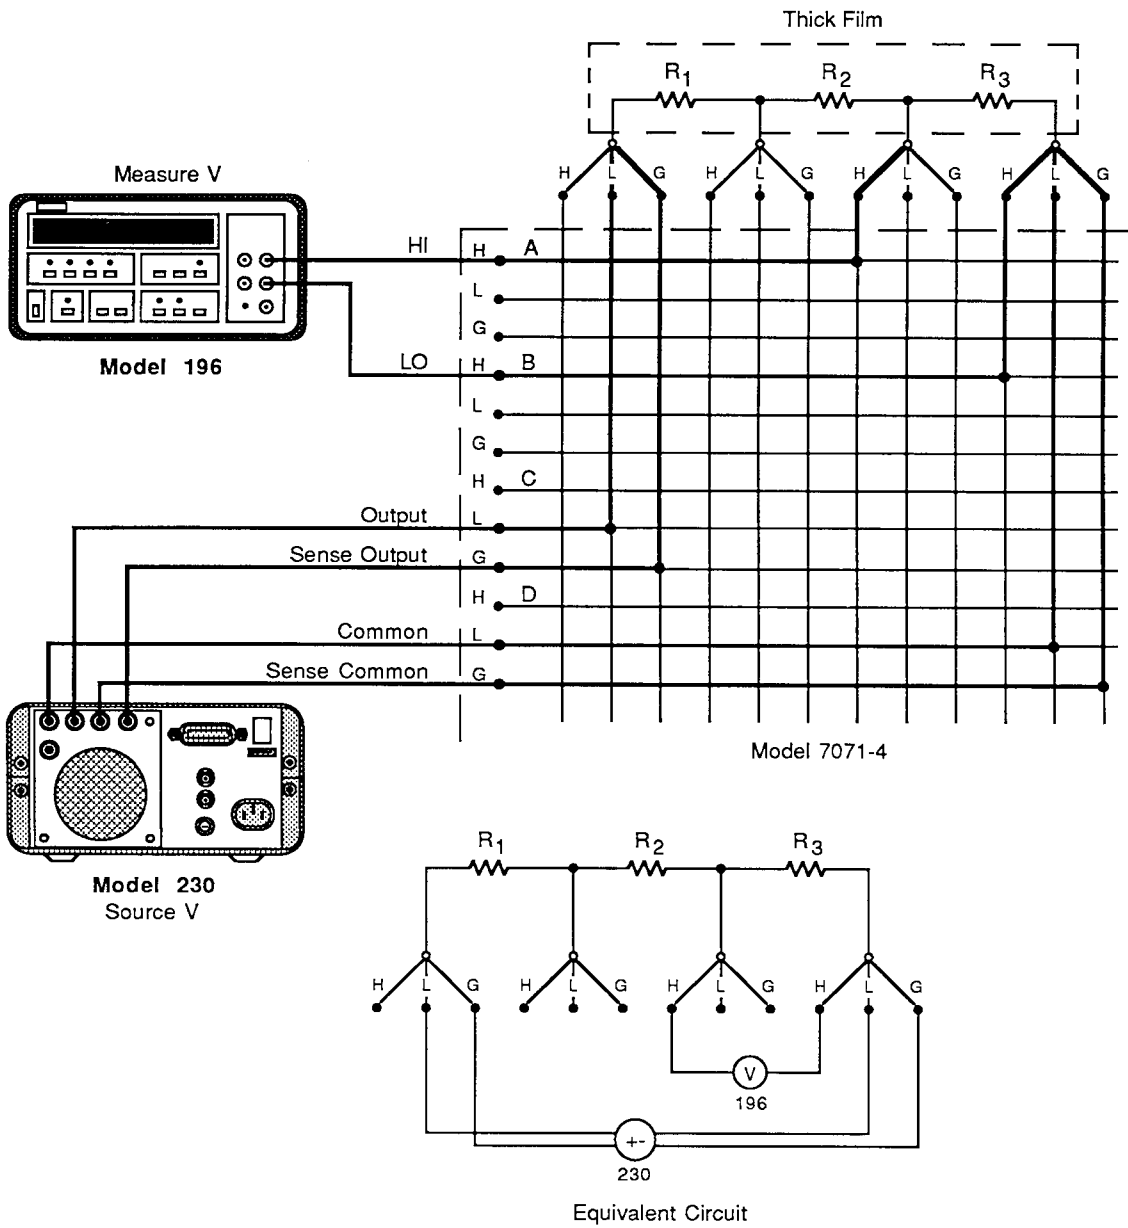 Thick Film
R1 R2 R3
H L G H L G H L G H L G
Measure V
HI H A
L
G
Model 196
LO H B
L
G
H C
Output L
Sense Output G
H D
Common L
Sense Common G
Model 7071-4
R1 R2 R3
Model 230
Source V
H L G H L G H L G H L G
V
196
+-
230
Equivalent Circuit